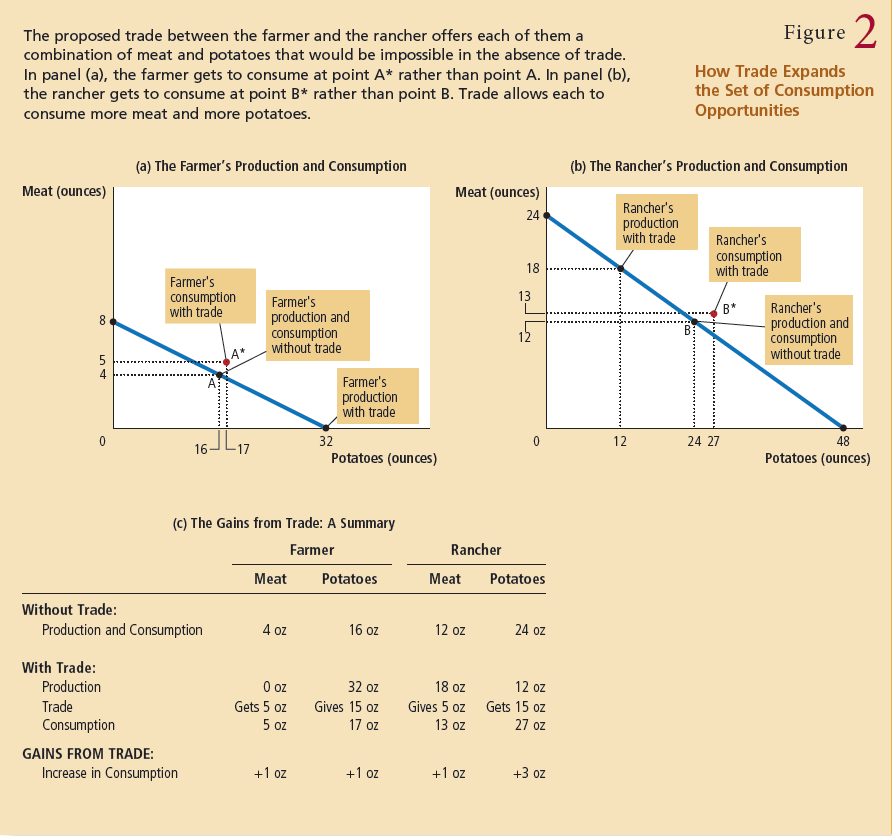 The proposed trade between the farmer and the rancher offers each of them a
combination of meat and potatoes that would be impossible in the absence of trade.
In panel (a), the farmer gets to consume at point A* rather than point A. In panel (b),
the rancher gets to consume at point B* rather than point B. Trade allows each to
consume more meat and more potatoes.
Figure 2
How Trade Expands
the Set of Consumption
Opportunities
(a) The Farmer's Production and Consumption
Meat (ounces)
8
5
4
0
16
17
32
Potatoes (ounces)
Farmer's
consumption
with trade
Farmer's
production and
consumption
without trade
Farmer's
production
with trade
A*
A
(b) The Rancher's Production and Consumption
Meat (ounces)
24
18
13
12
0
12
24 27
48
Potatoes (ounces)
Rancher's
production
with trade
Rancher's
consumption
with trade
Rancher's
production and
consumption
without trade
B*
B
(c) The Gains from Trade: A Summary
Farmer Rancher
Meat Potatoes Meat Potatoes
Without Trade:
Production and Consumption 4 oz 16 oz 12 oz 24 oz
With Trade:
Production 0 oz 32 oz 18 oz 12 oz
Trade Gets 5 oz Gives 15 oz Gives 5 oz Gets 15 oz
Consumption 5 oz 17 oz 13 oz 27 oz
GAINS FROM TRADE:
Increase in Consumption +1 oz +1 oz +1 oz +3 oz